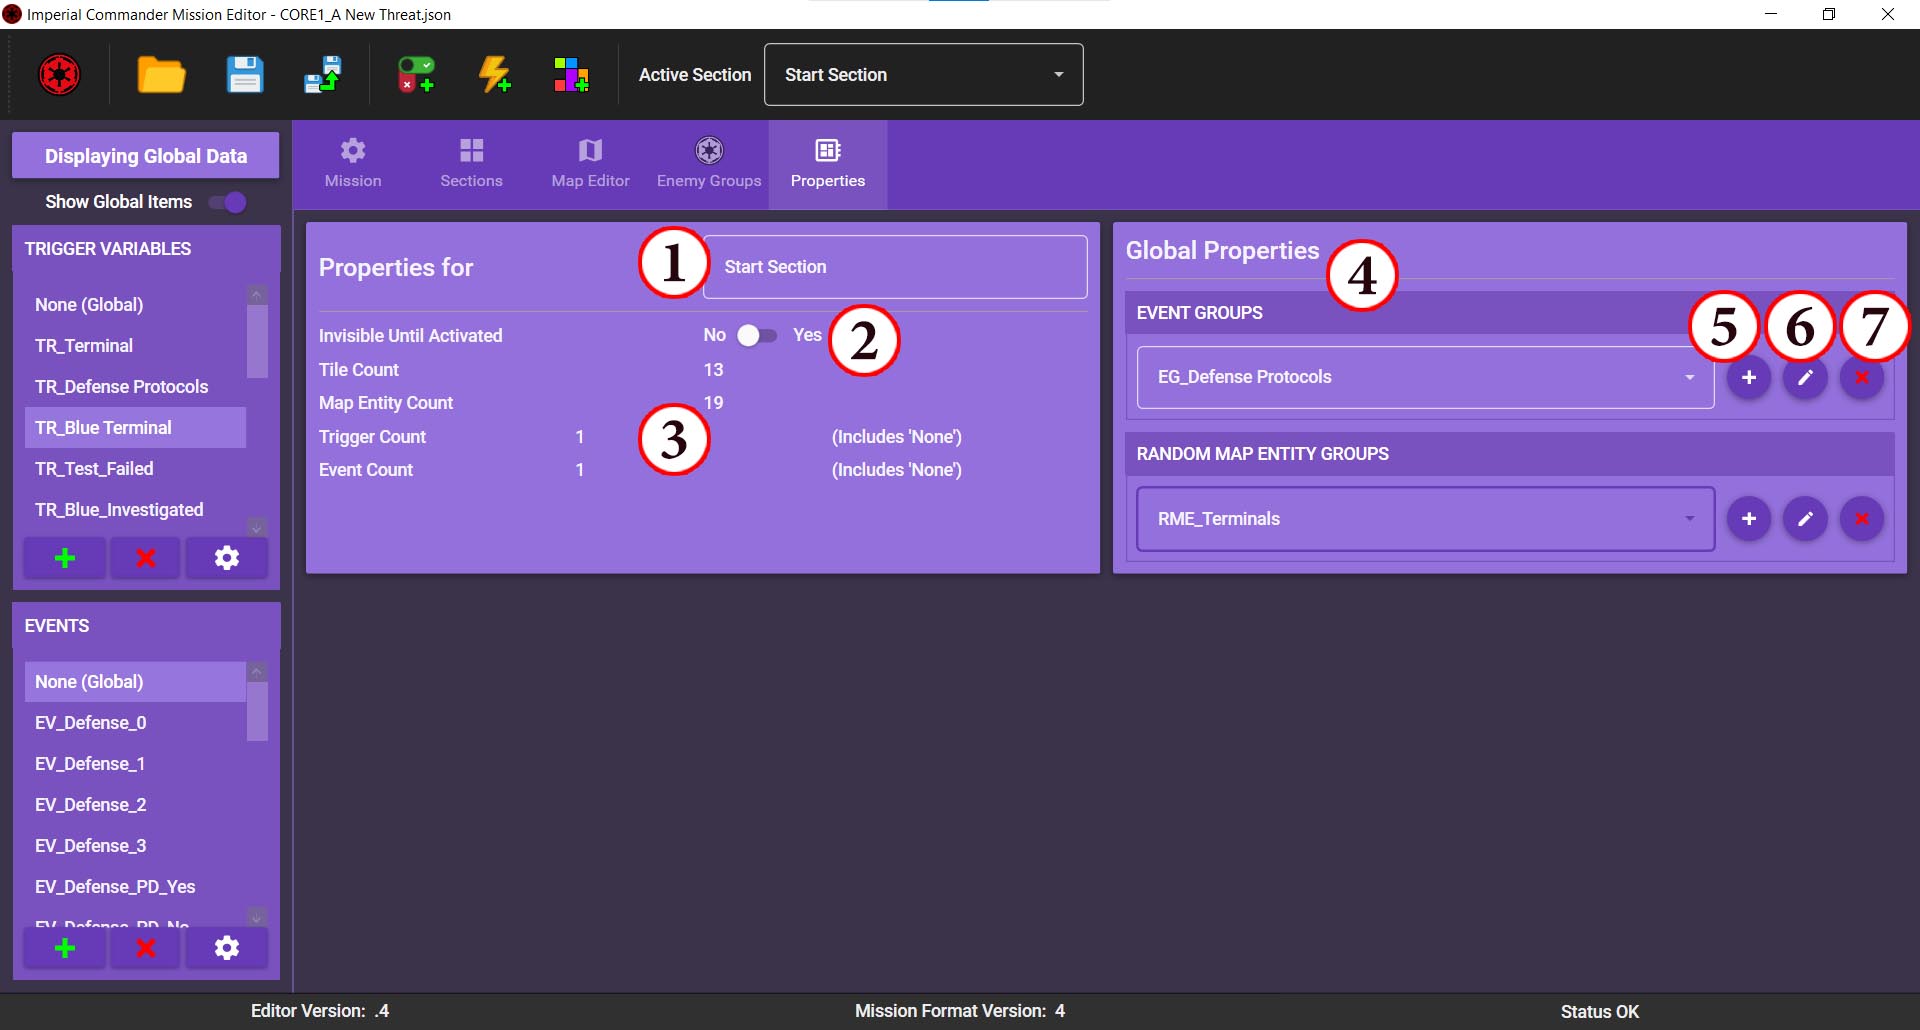 Imperial Commander Mission Editor - CORE1_A New Threat.json
Active Section
Start Section
Displaying Global Data
Show Global Items
TRIGGER VARIABLES
None (Global)
TR_Terminal
TR_Defense Protocols
TR_Blue Terminal
TR_Test_Failed
TR_Blue_Investigated
EVENTS
None (Global)
EV_Defense_0
EV_Defense_1
EV_Defense_2
EV_Defense_3
EV_Defense_PD_Yes
EV_Defense_PD_No
Mission
Sections
Map Editor
Enemy Groups
Properties
Properties for
1
Start Section
Invisible Until Activated
No
Yes
2
Tile Count
13
Map Entity Count
19
Trigger Count
1
3
(Includes 'None')
Event Count
1
(Includes 'None')
Global Properties
4
EVENT GROUPS
5
6
7
EG_Defense Protocols
RANDOM MAP ENTITY GROUPS
RME_Terminals
Editor Version: .4
Mission Format Version: 4
Status OK